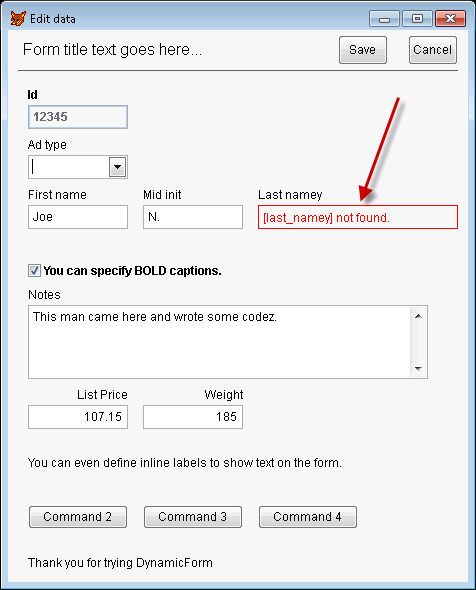 Edit data
Form title text goes here...
Save
Cancel
Id
12345
Ad type
First name Mid init Last namey
Joe N. [last_namey] not found.
You can specify BOLD captions.
Notes
This man came here and wrote some codez.
List Price Weight
107.15 185
You can even define inline labels to show text on the form.
Command 2 Command 3 Command 4
Thank you for trying DynamicForm